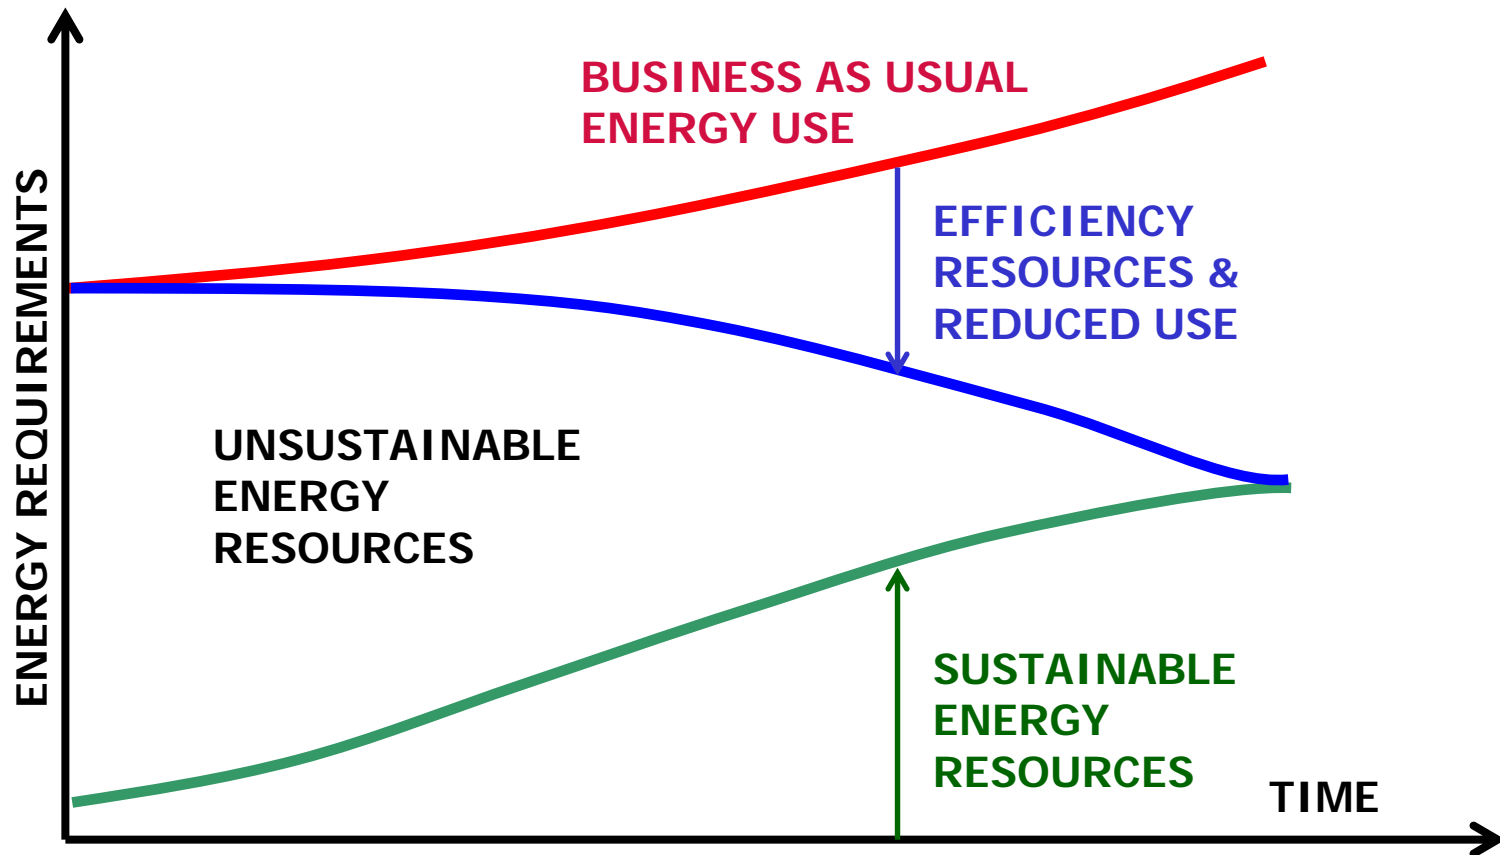 BUSINESS AS USUAL
ENERGY USE
EFFICIENCY
RESOURCES &
REDUCED USE
ENERGY REQUIREMENTS
UNSUSTAINABLE
ENERGY
RESOURCES
SUSTAINABLE
ENERGY
RESOURCES
TIME